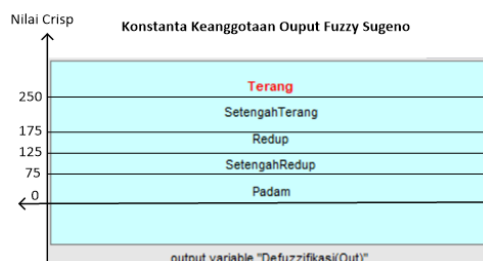 Nilai Crisp
Konstanta Keanggotaan Ouput Fuzzy Sugeno
Terang
250
SetengahTerang
175
Redup
125
SetengahRedup
75
Padam
0
output variable "Defuzzifikasi(Out)"